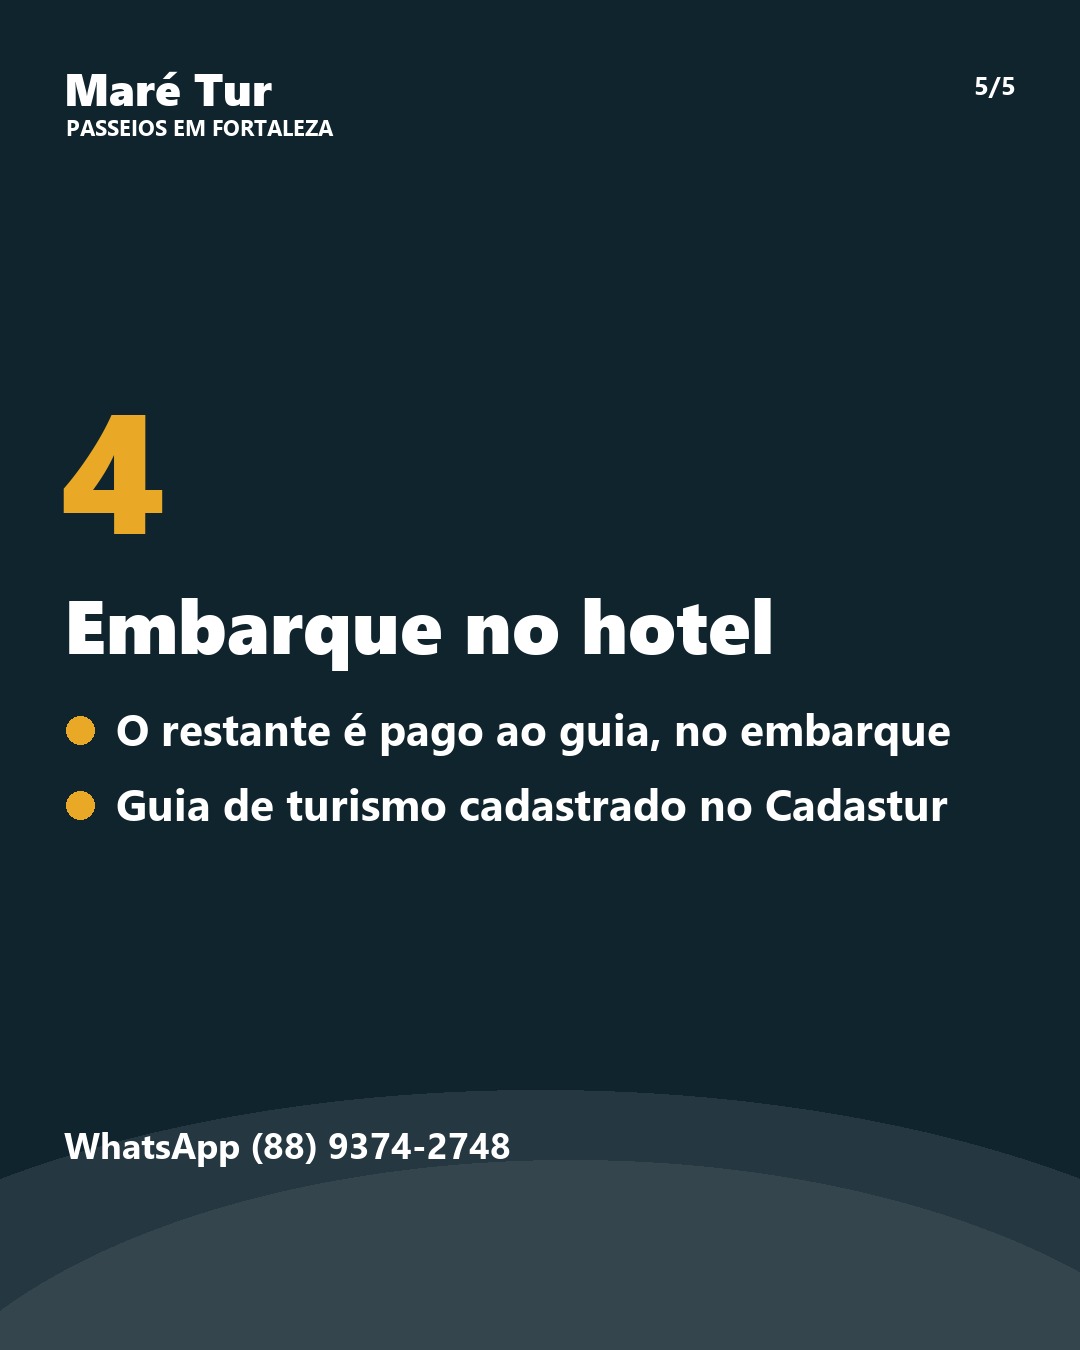 Maré Tur
PASSEIOS EM FORTALEZA
5/5
4
Embarque no hotel
O restante é pago ao guia, no embarque
Guia de turismo cadastrado no Cadastur
WhatsApp (88) 9374-2748